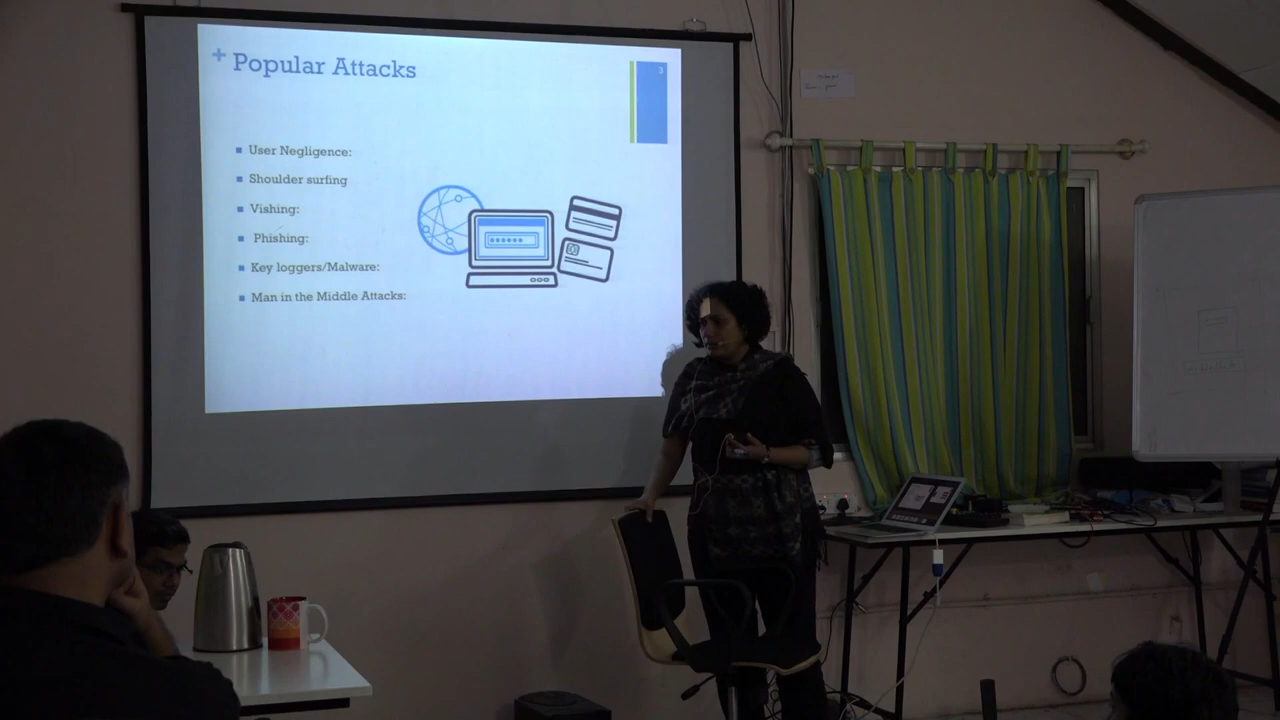 + Popular Attacks
3
User Negligence:
Shoulder surfing
Vishing:
Phishing:
Key loggers/Malware:
Man in the Middle Attacks: